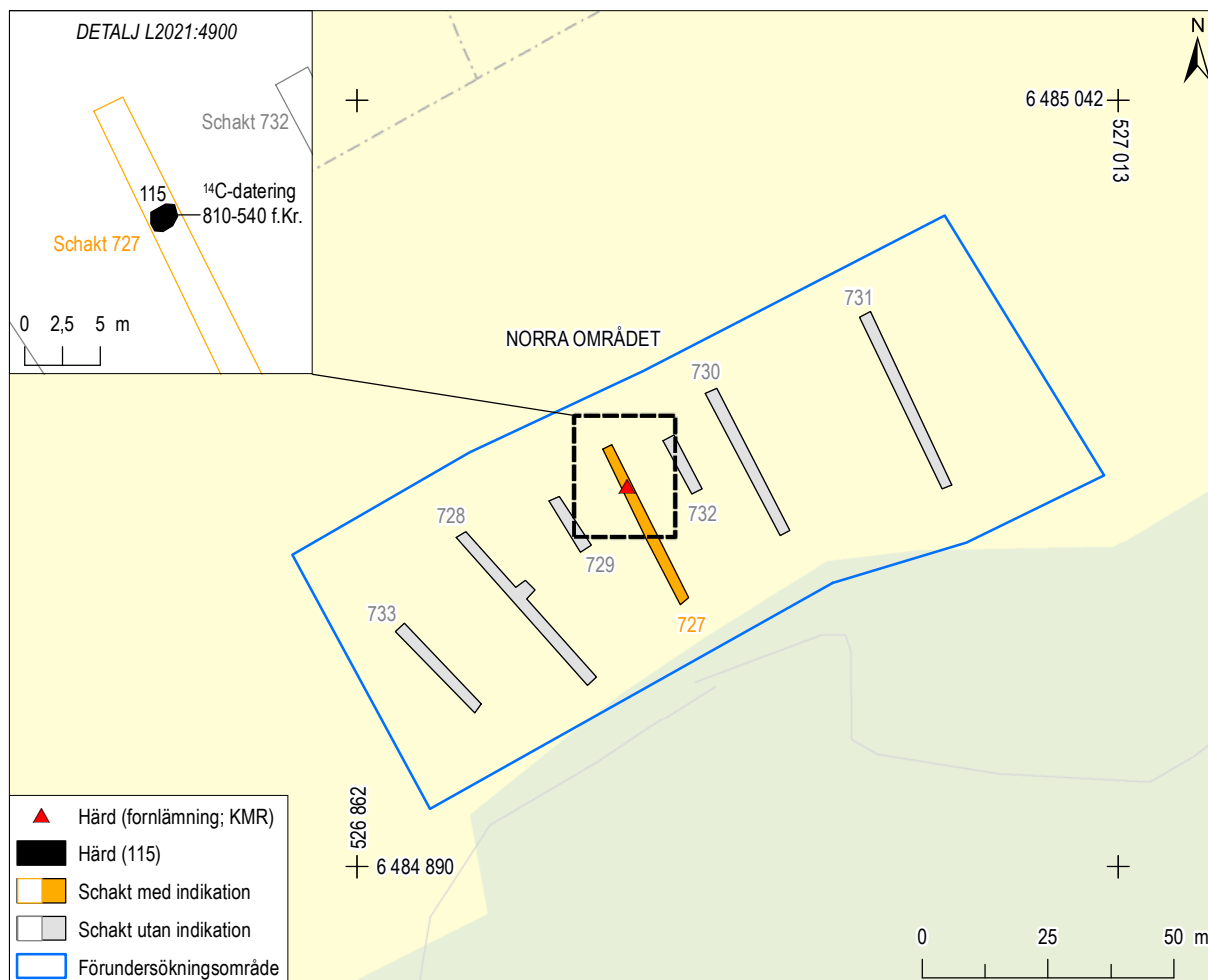 DETALJ L2021:4900
Schakt 732
115
¹⁴C-datering
810-540 f.Kr.
Schakt 727
0 2,5 5 m
N
6 485 042
527 013
NORRA OMRÅDET
731
730
732
728
729
727
733
526 862
6 484 890
Härd (fornlämning; KMR)
Härd (115)
Schakt med indikation
Schakt utan indikation
Förundersökningsområde
0 25 50 m